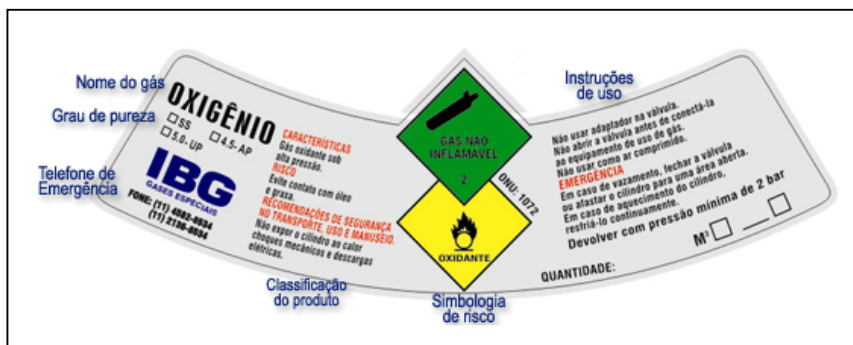 Nome do gás
Grau de pureza
Telefone de
Emergência
OXIGÊNIO
SS
4.5-AP
5.0-UP
IBG
GASES ESPECIAIS
FONE: (11)
(11)
CARACTERÍSTICAS
Gás oxidante sob
alta pressão.
RISCO
Evite contato com óleo
e graxa.
RECOMENDAÇÕES DE SEGURANÇA
NO TRANSPORTE, USO E MANUSEIO.
Não expor o cilindro ao calor
choques mecânicos e descargas
elétricas.
Classificação
do produto
GÁS NÃO
INFLAMÁVEL
2
ONU: 1072
OXIDANTE
Simbologia
de risco
Instruções
de uso
Não usar adaptador na válvula.
Não abrir a válvula antes de conectá-la
ao equipamento de uso de gás.
Não usar como ar comprimido.
EMERGÊNCIA
Em caso de vazamento, fechar a válvula
ou afastar o cilindro para uma área aberta.
Em caso de aquecimento do cilindro,
resfriá-lo continuamente.
Devolver com pressão mínima de 2 bar
QUANTIDADE:
M³